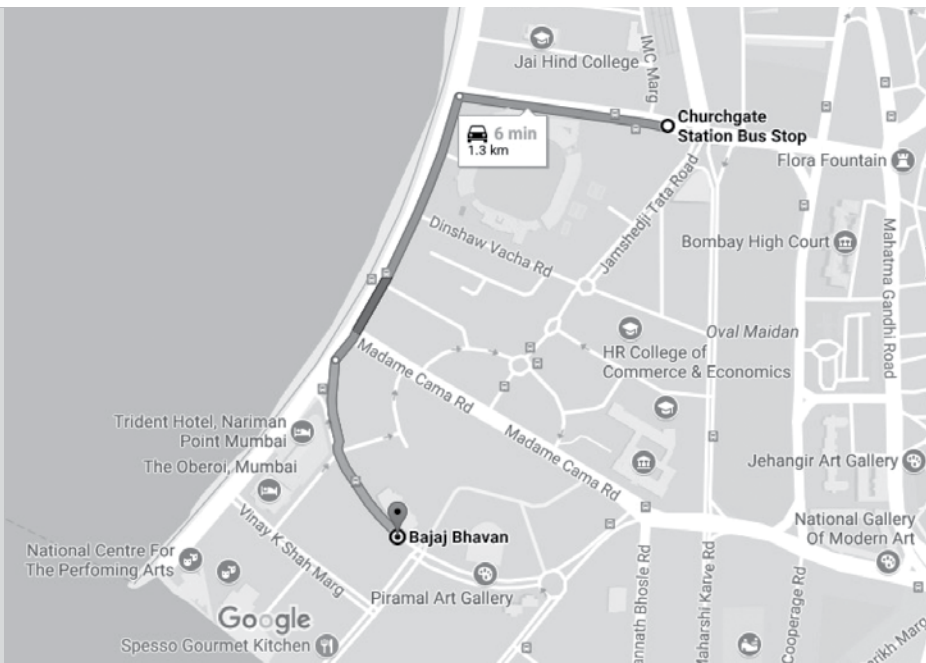 Jai Hind College
IMC Marg
Churchgate
Station Bus Stop
6 min
1.3 km
Flora Fountain
Jamshedji Tata Road
Dinshaw Vacha Rd
Bombay High Court
Mahatma Gandhi Road
Oval Maidan
HR College of
Commerce & Economics
Madame Cama Rd
Madame Cama Rd
Trident Hotel, Nariman
Point Mumbai
The Oberoi, Mumbai
Jehangir Art Gallery
Vinay K Shah Marg
Bajaj Bhavan
National Gallery
Of Modern Art
National Centre For
The Perfoming Arts
Piramal Art Gallery
annath Bhosle Rd
Maharshi Karve Rd
Cooperage Rd
Google
Spesso Gourmet Kitchen